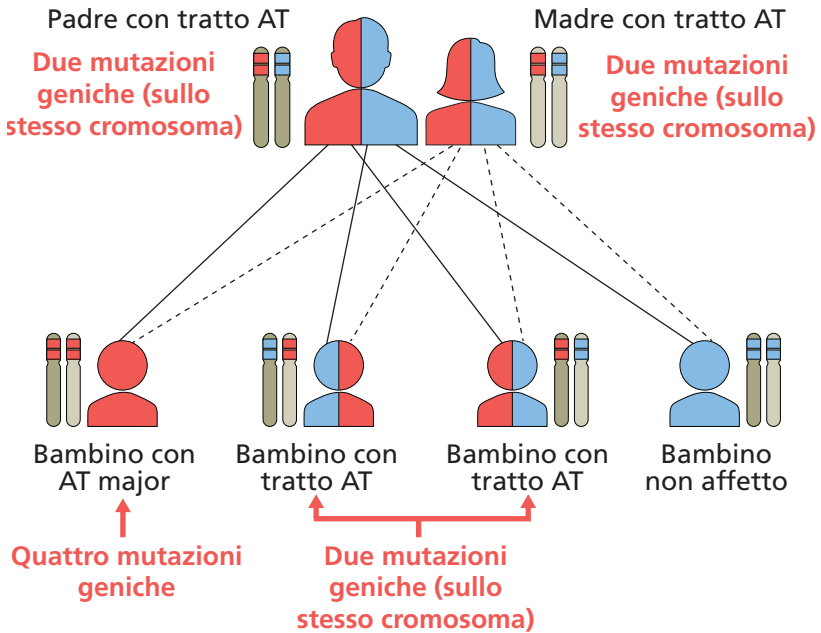 Padre con tratto AT
Madre con tratto AT
Due mutazioni
geniche (sullo
stesso cromosoma)
Due mutazioni
geniche (sullo
stesso cromosoma)
Bambino con
AT major
Bambino con
tratto AT
Bambino con
tratto AT
Bambino
non affetto
Quattro mutazioni
geniche
Due mutazioni
geniche (sullo
stesso cromosoma)